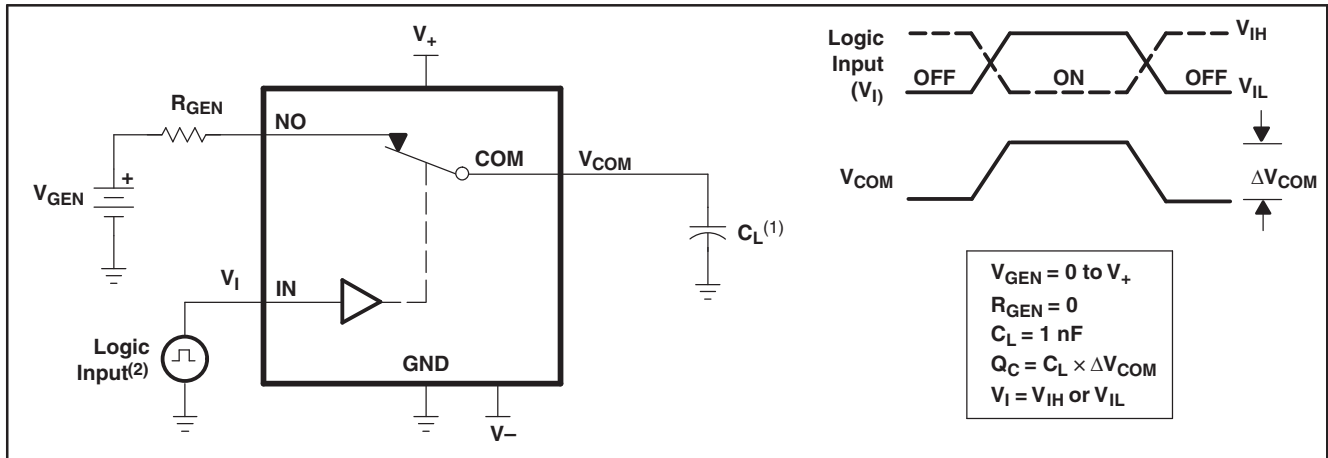 V+
RGEN
NO
COM
VCOM
VGEN
+
CL(1)
VI
IN
Logic
Input(2)
GND
V–
Logic
Input
(VI)
OFF
ON
OFF
VIH
VIL
VCOM
ΔVCOM
VGEN = 0 to V+
RGEN = 0
CL = 1 nF
QC = CL × ΔVCOM
VI = VIH or VIL